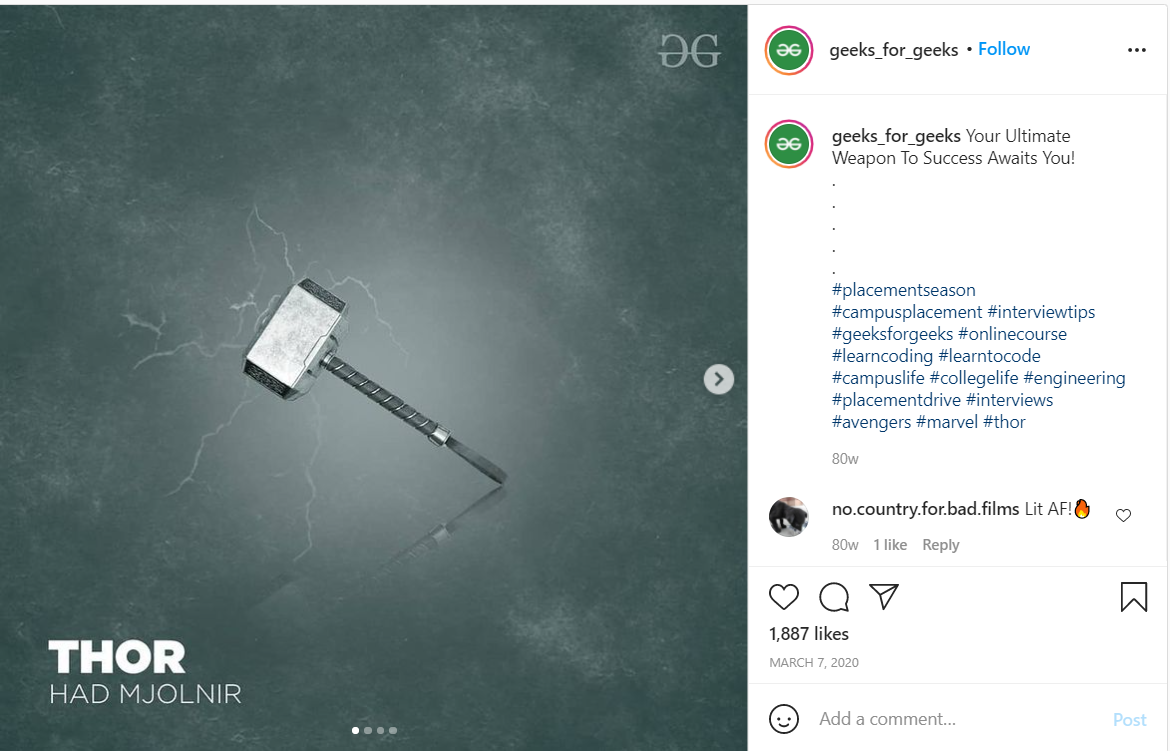 GG
THOR
HAD MJOLNIR
geeks_for_geeks • Follow
geeks_for_geeks Your Ultimate
Weapon To Success Awaits You!
.
.
.
.
.
#placementseason
#campusplacement #interviewtips
#geeksforgeeks #onlinecourse
#learncoding #learntocode
#campuslife #collegelife #engineering
#placementdrive #interviews
#avengers #marvel #thor
80w
no.country.for.bad.films Lit AF!🔥
80w 1 like Reply
1,887 likes
MARCH 7, 2020
Add a comment... Post